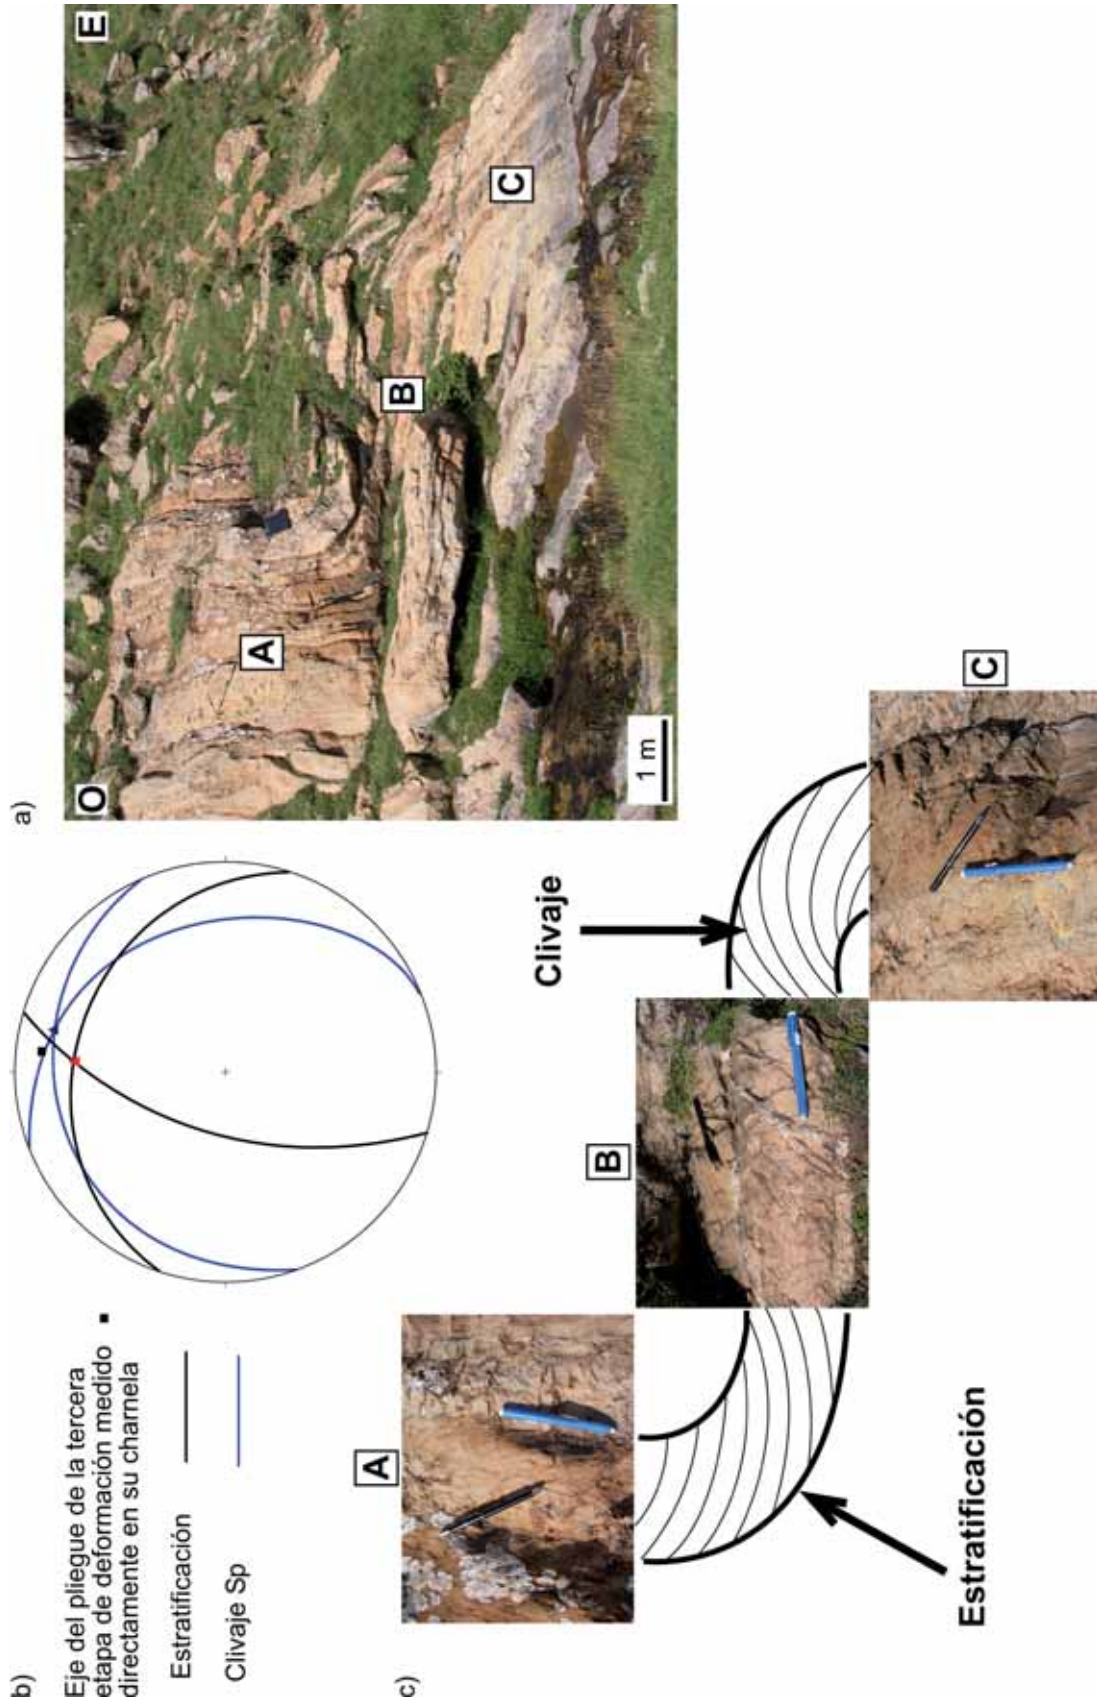 a)
O
E
A
B
C
1 m
b)
Eje del pliegue de la tercera
etapa de deformación medido
directamente en su charnela
Estratificación
Clivaje Sp
c)
A
B
C
Clivaje
Estratificación